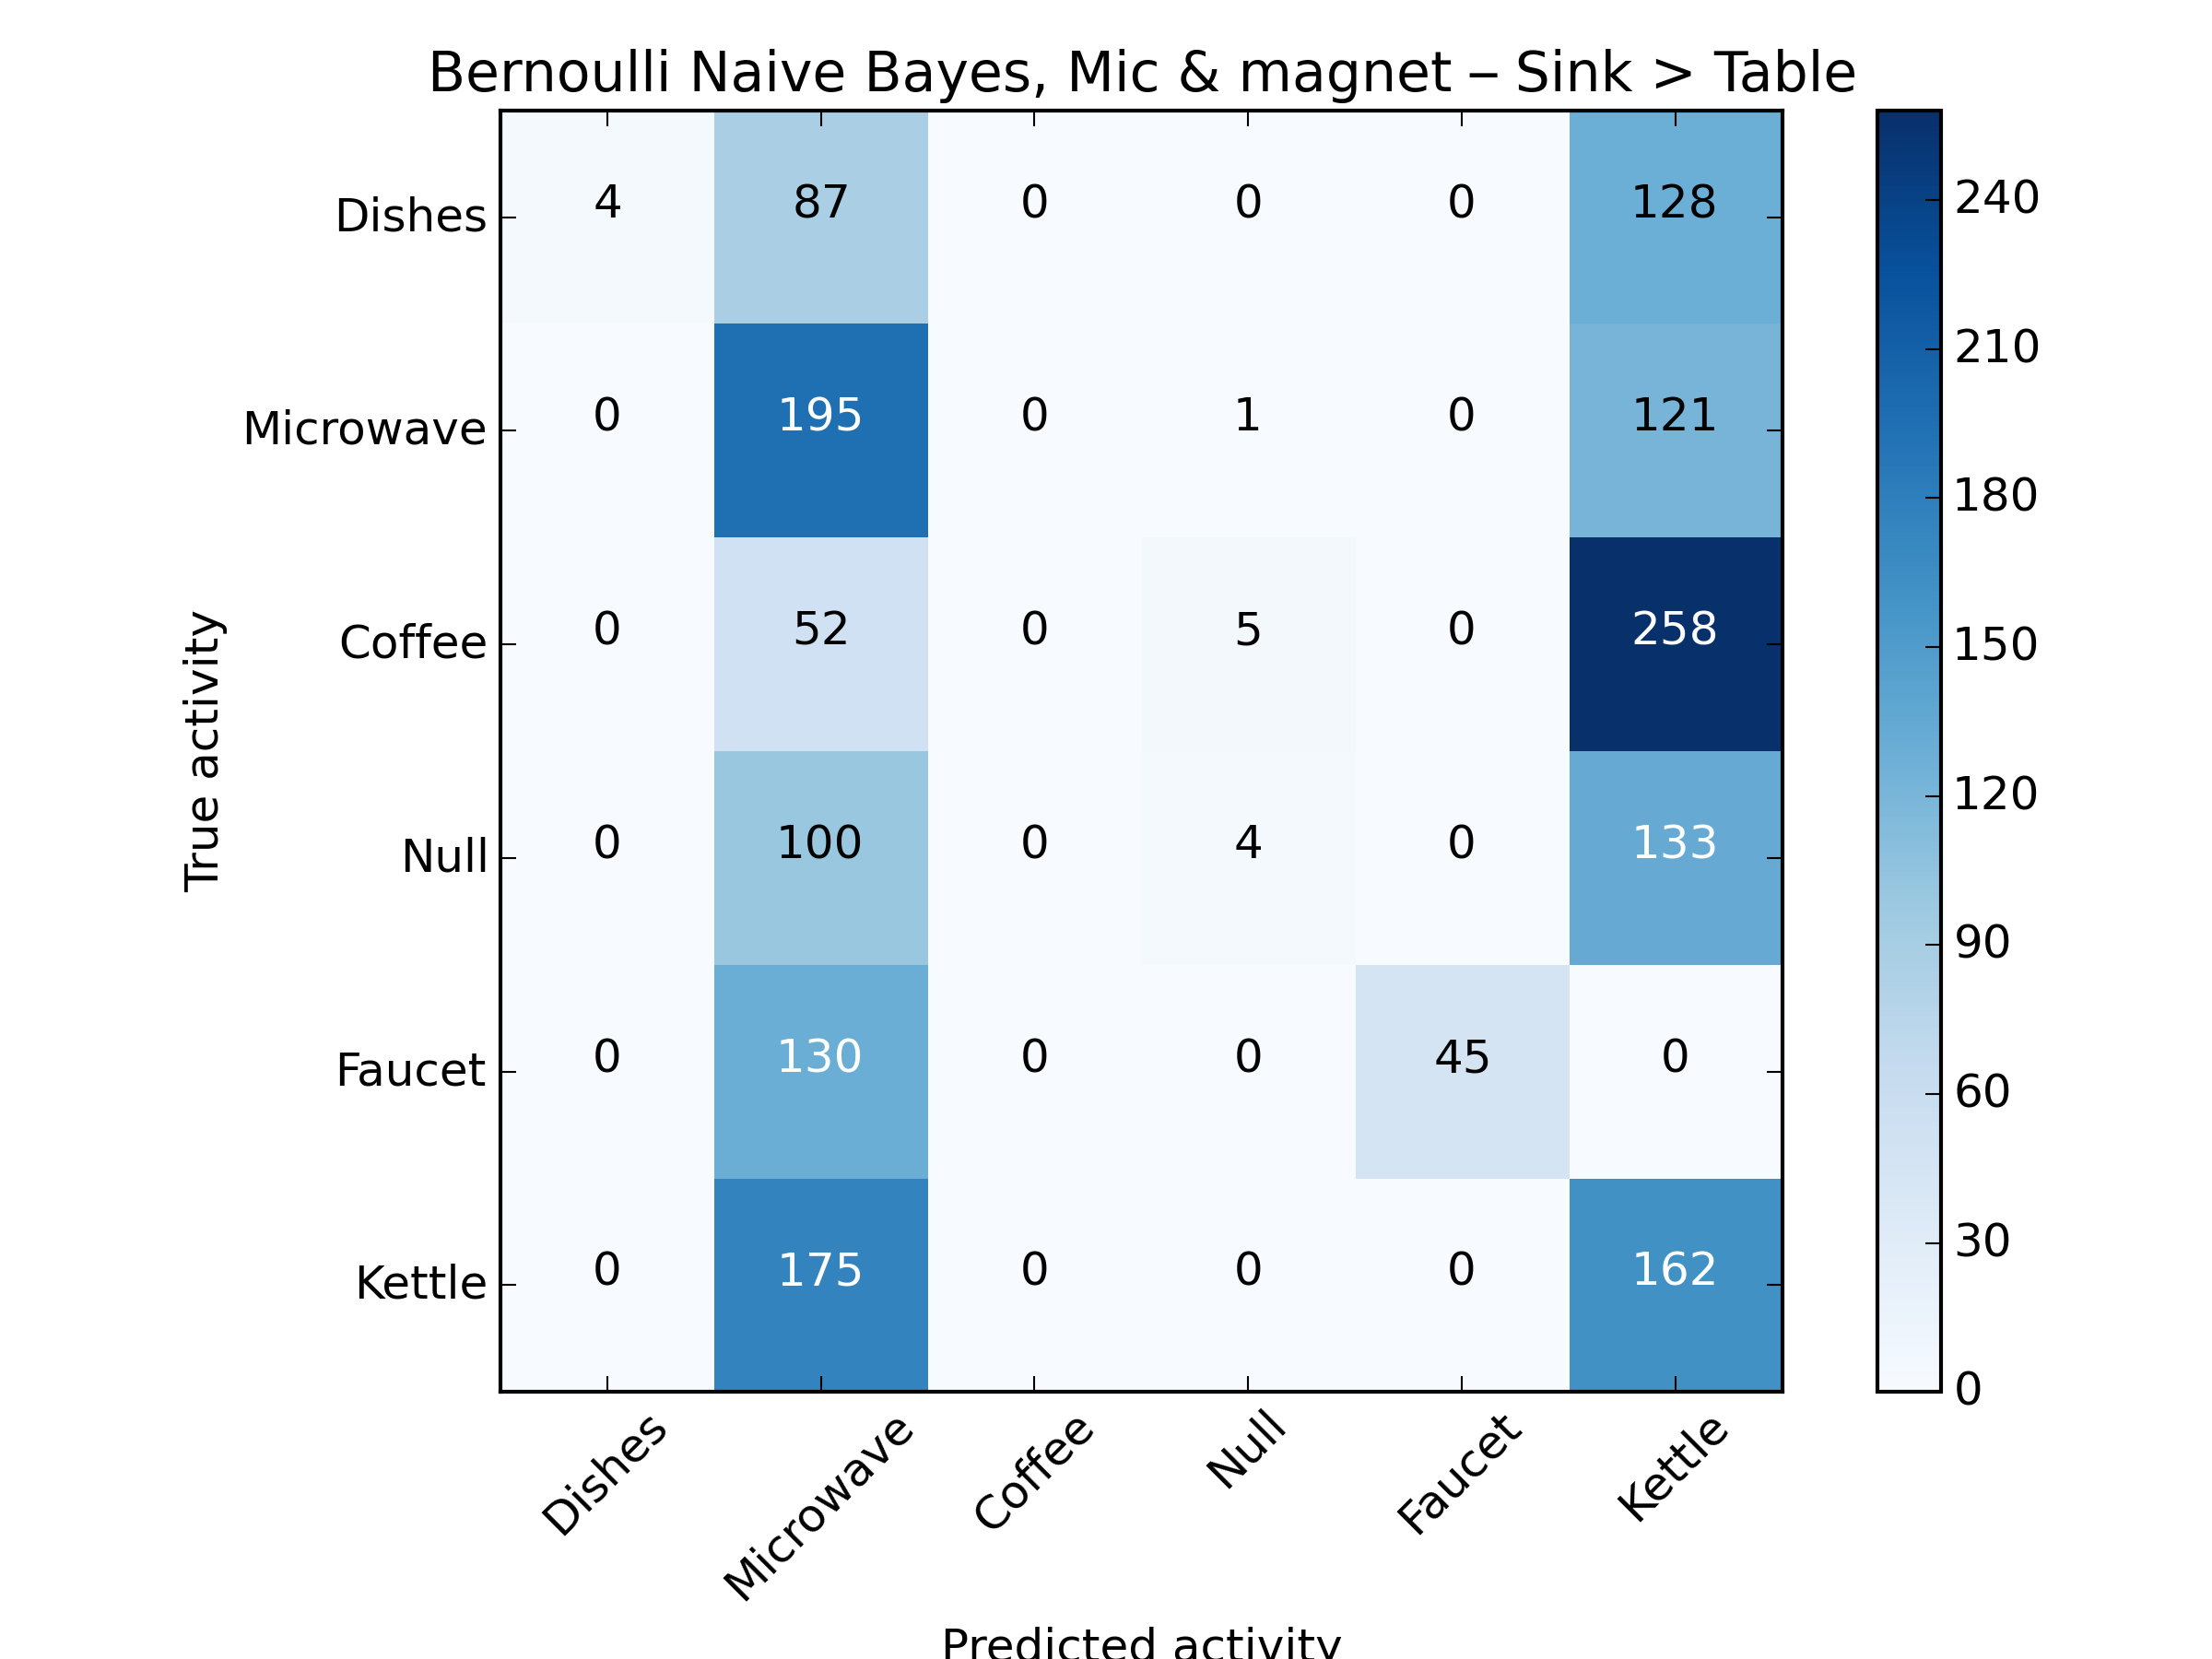 Bernoulli Naive Bayes, Mic & magnet – Sink > Table
Dishes 4 87 0 0 0 128
Microwave 0 195 0 1 0 121
Coffee 0 52 0 5 0 258
Null 0 100 0 4 0 133
Faucet 0 130 0 0 45 0
Kettle 0 175 0 0 0 162
True activity
Dishes Microwave Coffee Null Faucet Kettle
Predicted activity
240
210
180
150
120
90
60
30
0